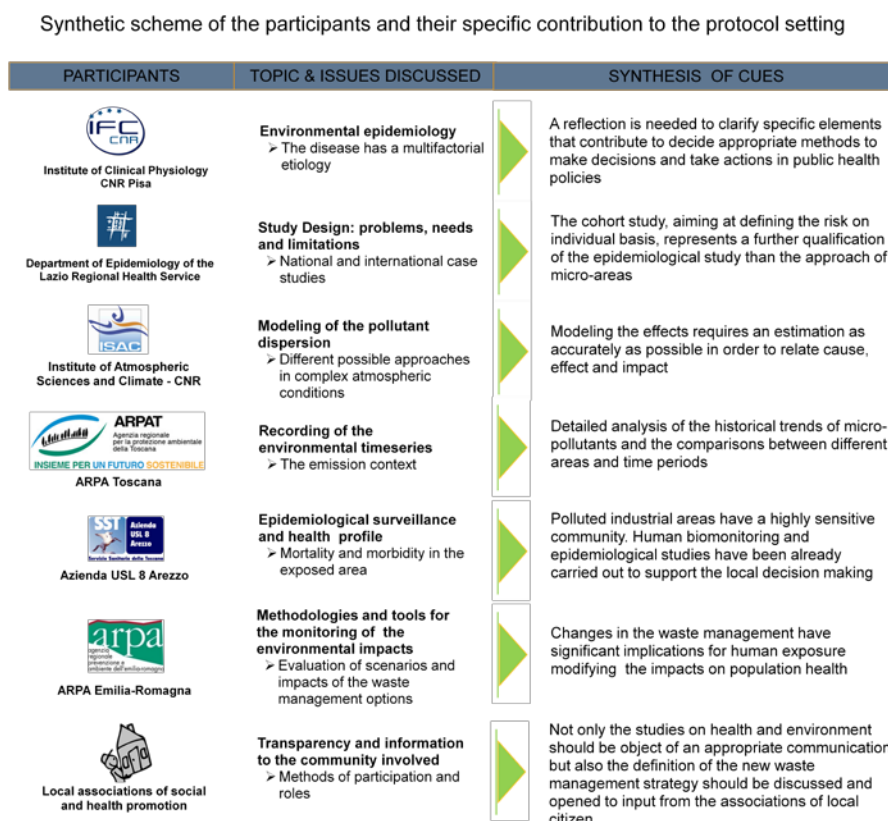 Synthetic scheme of the participants and their specific contribution to the protocol setting
PARTICIPANTS
TOPIC & ISSUES DISCUSSED
SYNTHESIS OF CUES
IFC
CNR
Institute of Clinical Physiology
CNR Pisa
Environmental epidemiology
➤ The disease has a multifactorial
etiology
A reflection is needed to clarify specific elements
that contribute to decide appropriate methods to
make decisions and take actions in public health
policies
Department of Epidemiology of the
Lazio Regional Health Service
Study Design: problems, needs
and limitations
➤ National and international case
studies
The cohort study, aiming at defining the risk on
individual basis, represents a further qualification
of the epidemiological study than the approach of
micro-areas
ISAC
Institute of Atmospheric
Sciences and Climate - CNR
Modeling of the pollutant
dispersion
➤ Different possible approaches
in complex atmospheric
conditions
Modeling the effects requires an estimation as
accurately as possible in order to relate cause,
effect and impact
ARPAT
Agenzia regionale
per la protezione ambientale
della Toscana
INSIEME PER UN FUTURO SOSTENIBILE
ARPA Toscana
Recording of the
environmental timeseries
➤ The emission context
Detailed analysis of the historical trends of micro-
pollutants and the comparisons between different
areas and time periods
SST
Azienda
USL 8
Arezzo
Servizio Sanitario della Toscana
Azienda USL 8 Arezzo
Epidemiological surveillance
and health profile
➤ Mortality and morbidity in the
exposed area
Polluted industrial areas have a highly sensitive
community. Human biomonitoring and
epidemiological studies have been already
carried out to support the local decision making
arpa
agenzia
regionale
prevenzione e
ambiente dell'emilia-romagna
ARPA Emilia-Romagna
Methodologies and tools for
the monitoring of the
environmental impacts
➤ Evaluation of scenarios and
impacts of the waste
management options
Changes in the waste management have
significant implications for human exposure
modifying the impacts on population health
Local associations of social
and health promotion
Transparency and information
to the community involved
➤ Methods of participation and
roles
Not only the studies on health and environment
should be object of an appropriate communication
but also the definition of the new waste
management strategy should be discussed and
opened to input from the associations of local
citizen